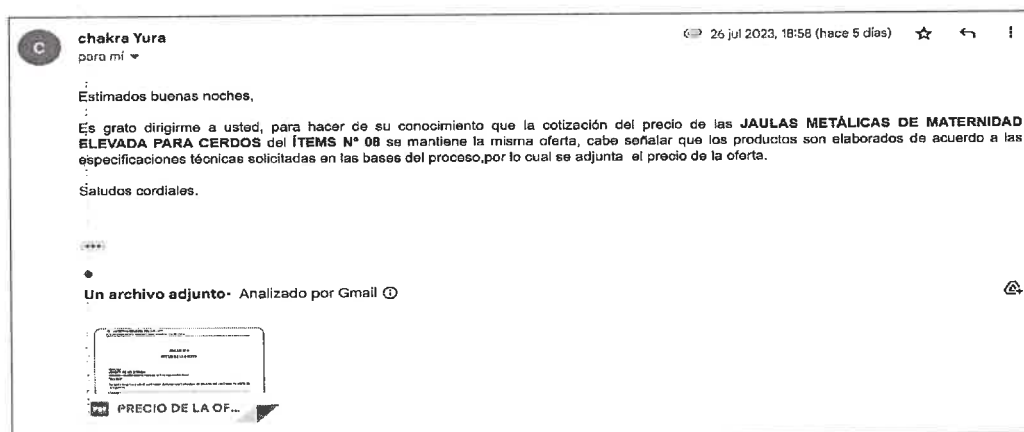 C
chakra Yura
para mí
26 jul 2023, 18:58 (hace 5 días)
Estimados buenas noches,
Es grato dirigirme a usted, para hacer de su conocimiento que la cotización del precio de las JAULAS METÁLICAS DE MATERNIDAD
ELEVADA PARA CERDOS del ÍTEMS N° 08 se mantiene la misma oferta, cabe señalar que los productos son elaborados de acuerdo a las
especificaciones técnicas solicitadas en las bases del proceso,por lo cual se adjunta el precio de la oferta.
Saludos cordiales.
Un archivo adjunto· Analizado por Gmail
PDF PRECIO DE LA OF...